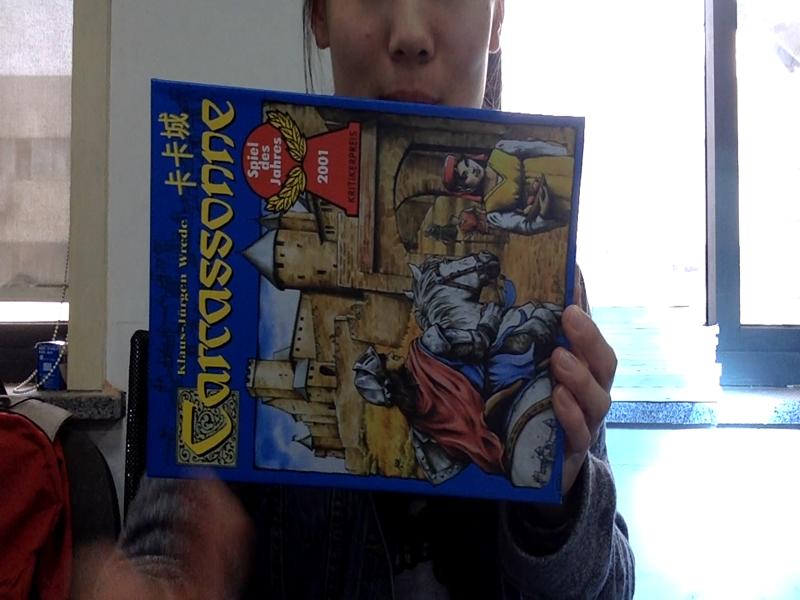 卡卡城
Klaus-Jürgen Wrede
Carcassonne
Spiel
des
Jahres
2001
KRITIKERPREIS